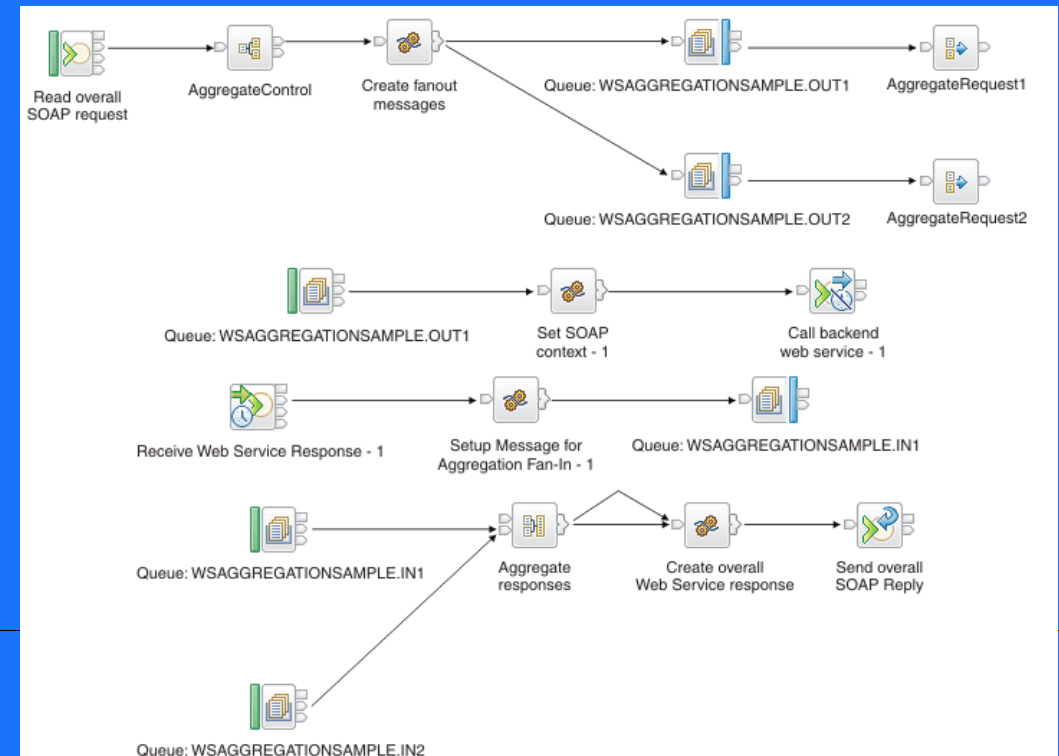 Read overall
SOAP request
AggregateControl
Create fanout
messages
Queue: WSAGGREGATIONSAMPLE.OUT1
AggregateRequest1
Queue: WSAGGREGATIONSAMPLE.OUT2
AggregateRequest2
Queue: WSAGGREGATIONSAMPLE.OUT1
Set SOAP
context - 1
Call backend
web service - 1
Receive Web Service Response - 1
Setup Message for
Aggregation Fan-In - 1
Queue: WSAGGREGATIONSAMPLE.IN1
Queue: WSAGGREGATIONSAMPLE.IN1
Aggregate
responses
Create overall
Web Service response
Send overall
SOAP Reply
Queue: WSAGGREGATIONSAMPLE.IN2